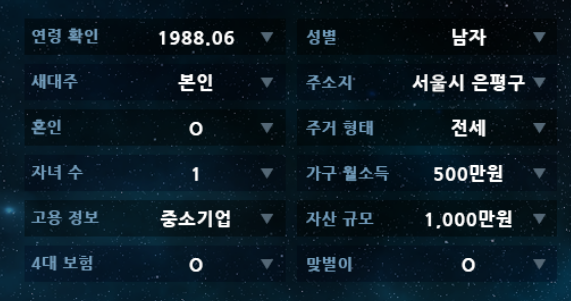 연령 확인 1988.06 ▼ 성별 남자 ▼
세대주 본인 ▼ 주소지 서울시 은평구 ▼
혼인 O ▼ 주거 형태 전세 ▼
자녀 수 1 ▼ 가구 월소득 500만원 ▼
고용 정보 중소기업 ▼ 자산 규모 1,000만원 ▼
4대 보험 O ▼ 맞벌이 O ▼